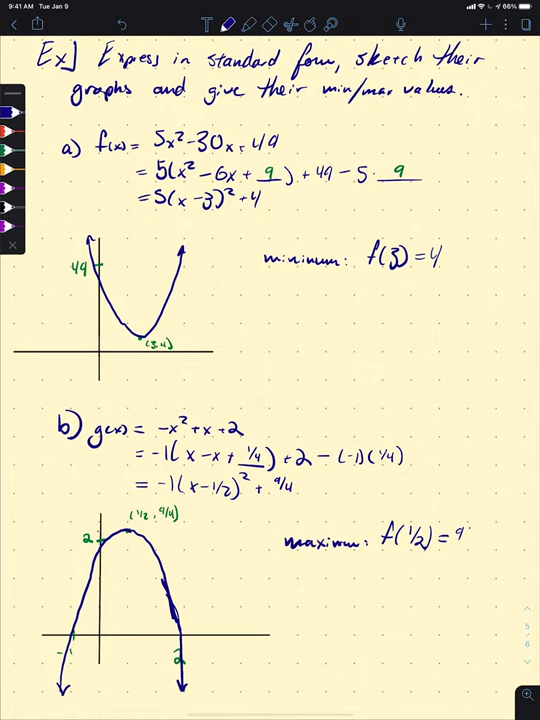 9:41 AM Tue Jan 9
66%
Ex] Express in standard form, sketch their
graphs and give their min/max values.
a) f(x) = 5x² - 30x + 49
= 5(x² - 6x + 9) + 49 - 5 · 9
= 5(x - 3)² + 4
minimum: f(3) = 4
49
(3,4)
b) g(x) = -x² + x + 2
= -1(x - x + 1/4) + 2 - (-1)(1/4)
= -1(x - 1/2)² + 9/4
(1/2, 9/4)
maximum: f(1/2) = 9
2
-1
2
5
6